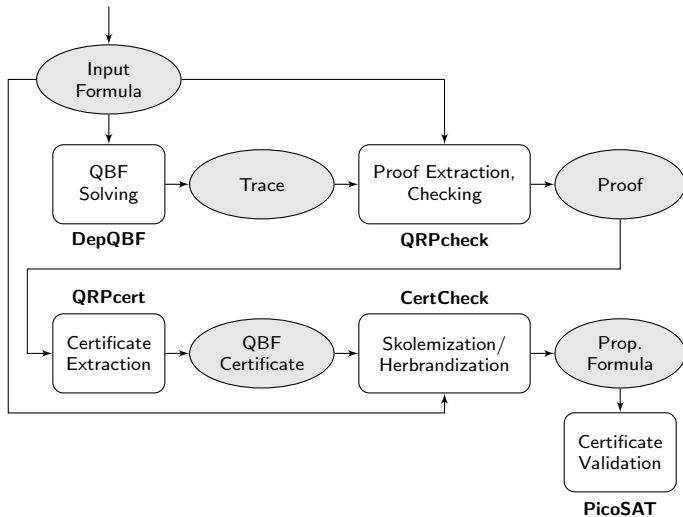 Input
Formula
QBF
Solving
DepQBF
Trace
Proof Extraction,
Checking
QRPcheck
Proof
QRPcert
Certificate
Extraction
QBF
Certificate
CertCheck
Skolemization/
Herbrandization
Prop.
Formula
Certificate
Validation
PicoSAT